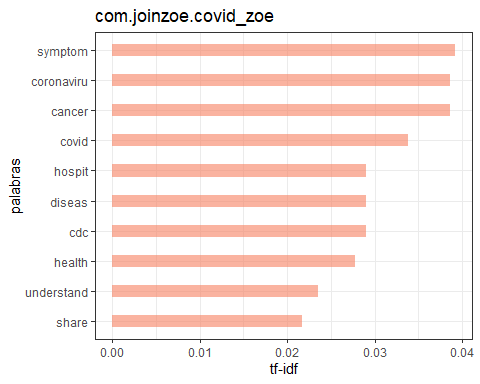 com.joinzoe.covid_zoe
symptom
coronaviru
cancer
covid
hospit
diseas
cdc
health
understand
share
palabras
0.00 0.01 0.02 0.03 0.04
tf-idf